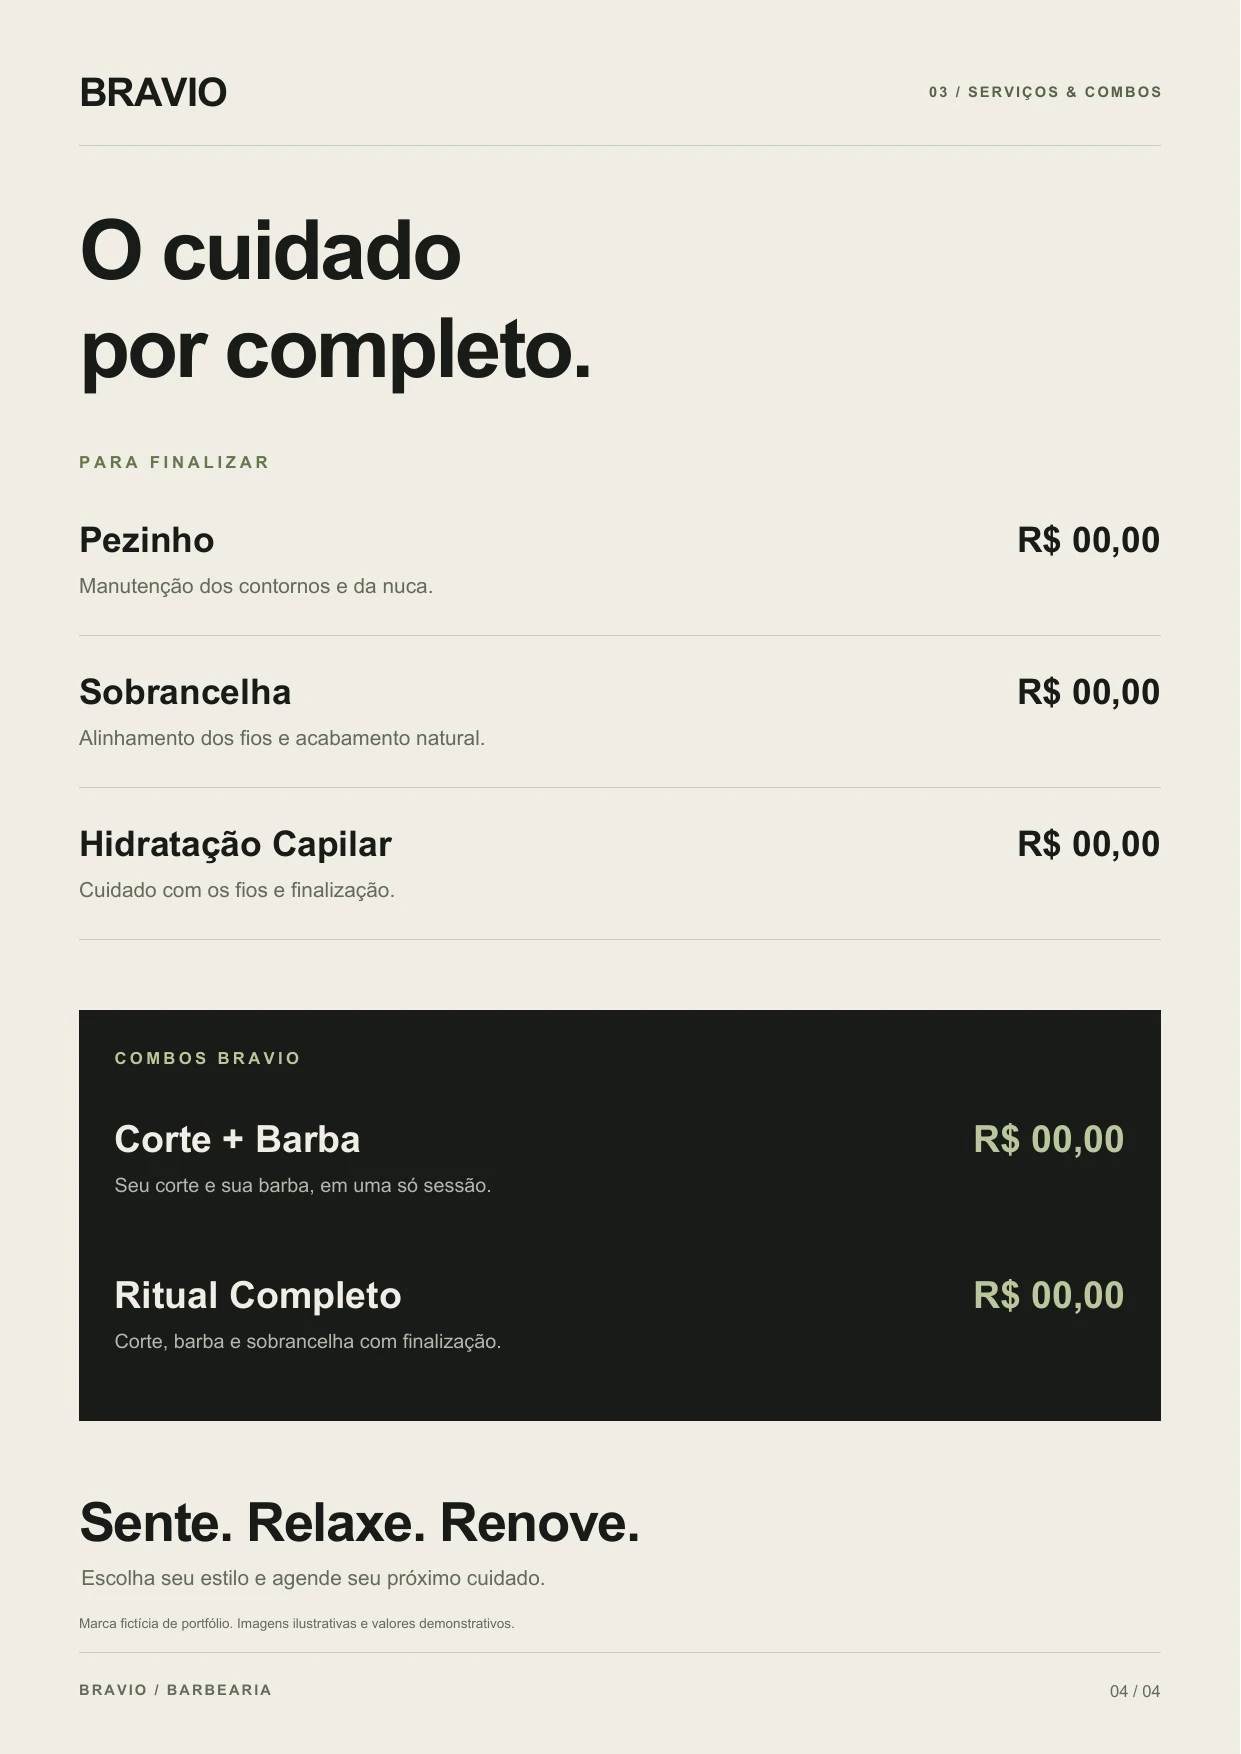 BRAVIO
03 / SERVIÇOS & COMBOS
O cuidado
por completo.
PARA FINALIZAR
Pezinho
R$ 00,00
Manutenção dos contornos e da nuca.
Sobrancelha
R$ 00,00
Alinhamento dos fios e acabamento natural.
Hidratação Capilar
R$ 00,00
Cuidado com os fios e finalização.
COMBOS BRAVIO
Corte + Barba
R$ 00,00
Seu corte e sua barba, em uma só sessão.
Ritual Completo
R$ 00,00
Corte, barba e sobrancelha com finalização.
Sente. Relaxe. Renove.
Escolha seu estilo e agende seu próximo cuidado.
Marca fictícia de portfólio. Imagens ilustrativas e valores demonstrativos.
BRAVIO / BARBEARIA
04 / 04